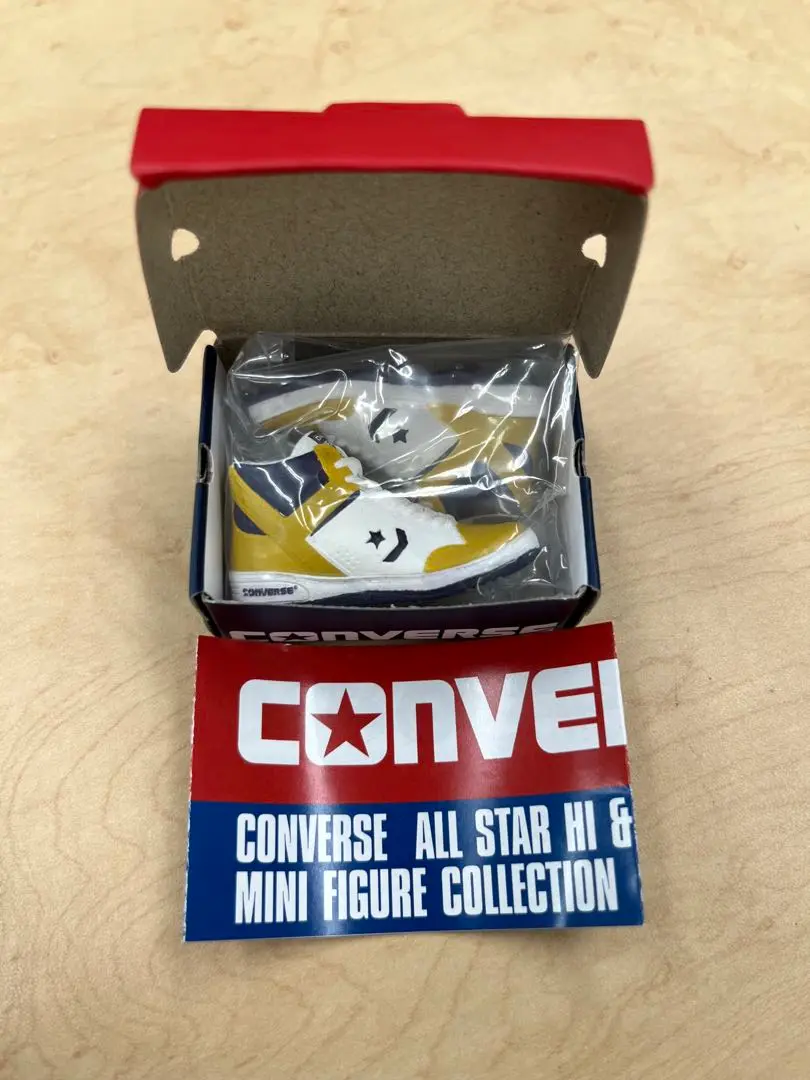 CONVERSE®
CONVERSE
CONVE
CONVERSE ALL STAR HI &
MINI FIGURE COLLECTION